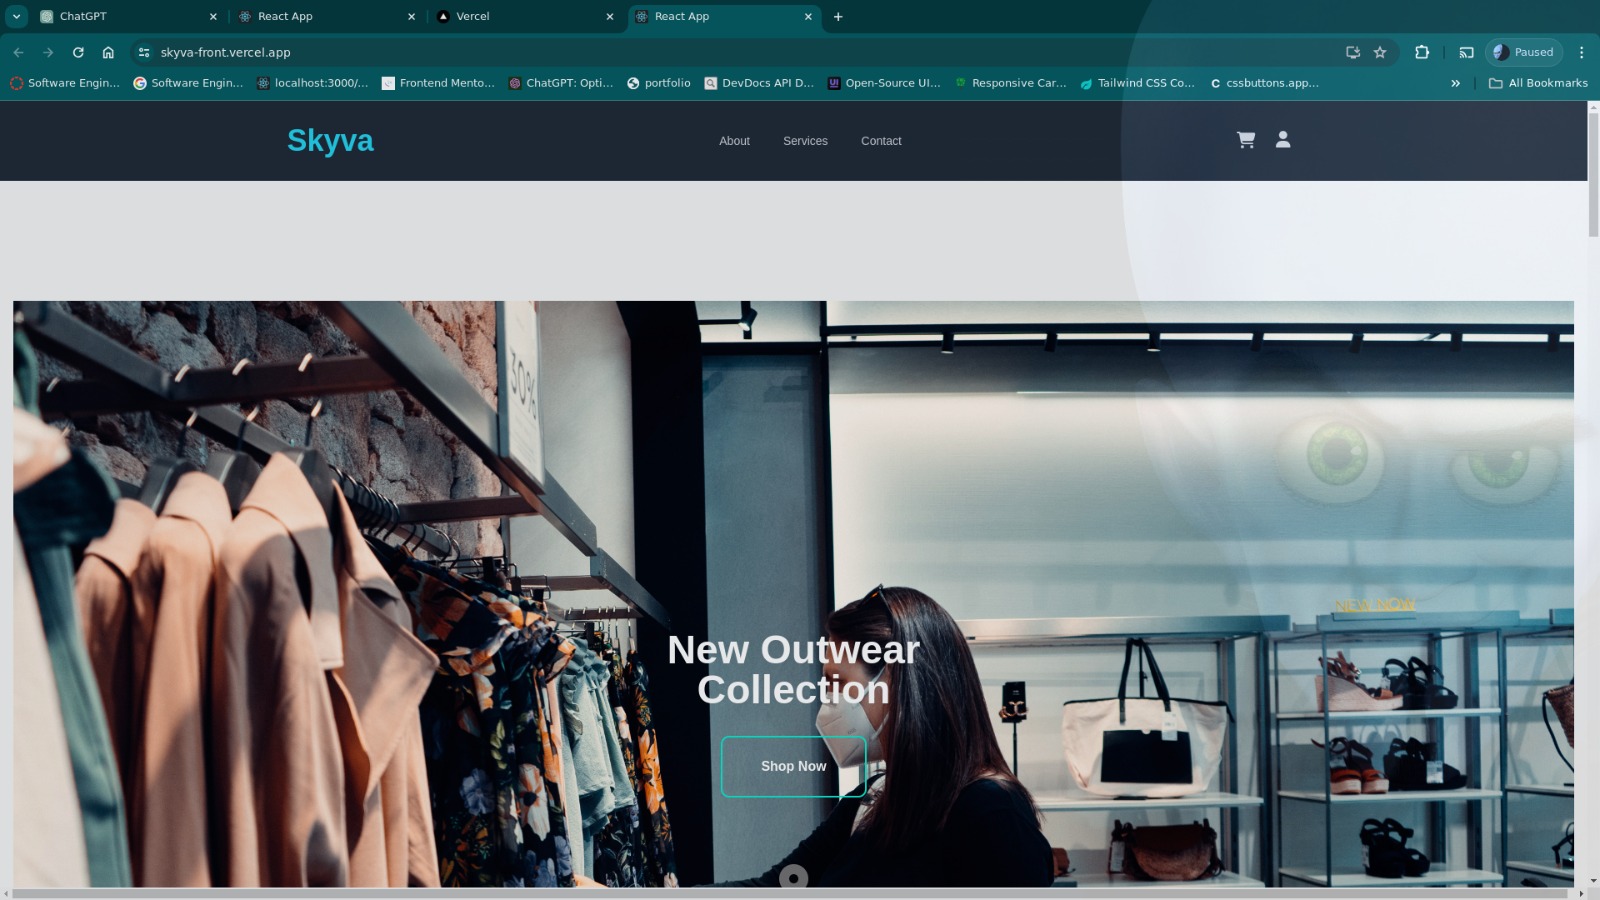 ChatGPT
React App
Vercel
React App
skyva-front.vercel.app
Paused
Software Engin...
Software Engin...
localhost:3000/...
Frontend Mento...
ChatGPT: Opti...
portfolio
DevDocs API D...
Open-Source UI...
Responsive Car...
Tailwind CSS Co...
cssbuttons.app...
All Bookmarks
Skyva
About
Services
Contact
30%
NEW NOW
New Outwear
Collection
Shop Now